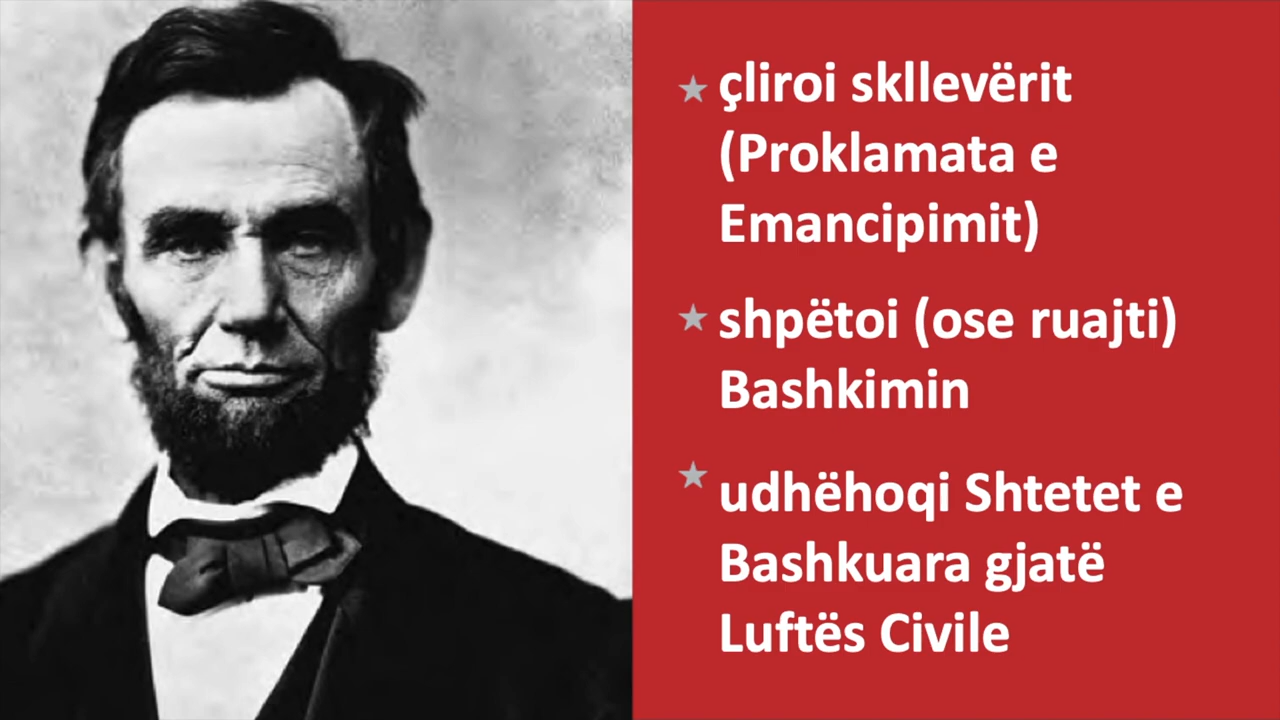 çliroi skllevërit
(Proklamata e
Emancipimit)
shpëtoi (ose ruajti)
Bashkimin
udhëhoqi Shtetet e
Bashkuara gjatë
Luftës Civile